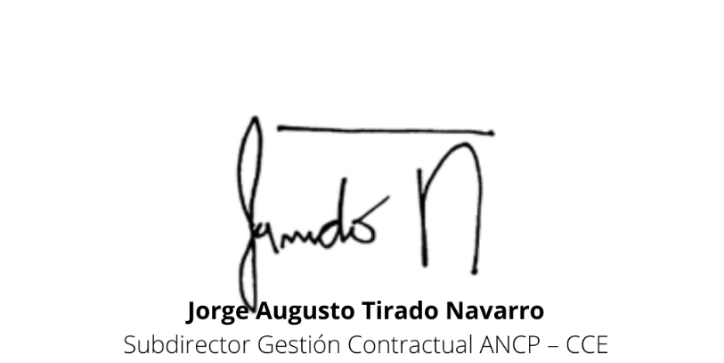 Jorge Augusto Tirado Navarro
Subdirector Gestión Contractual ANCP – CCE